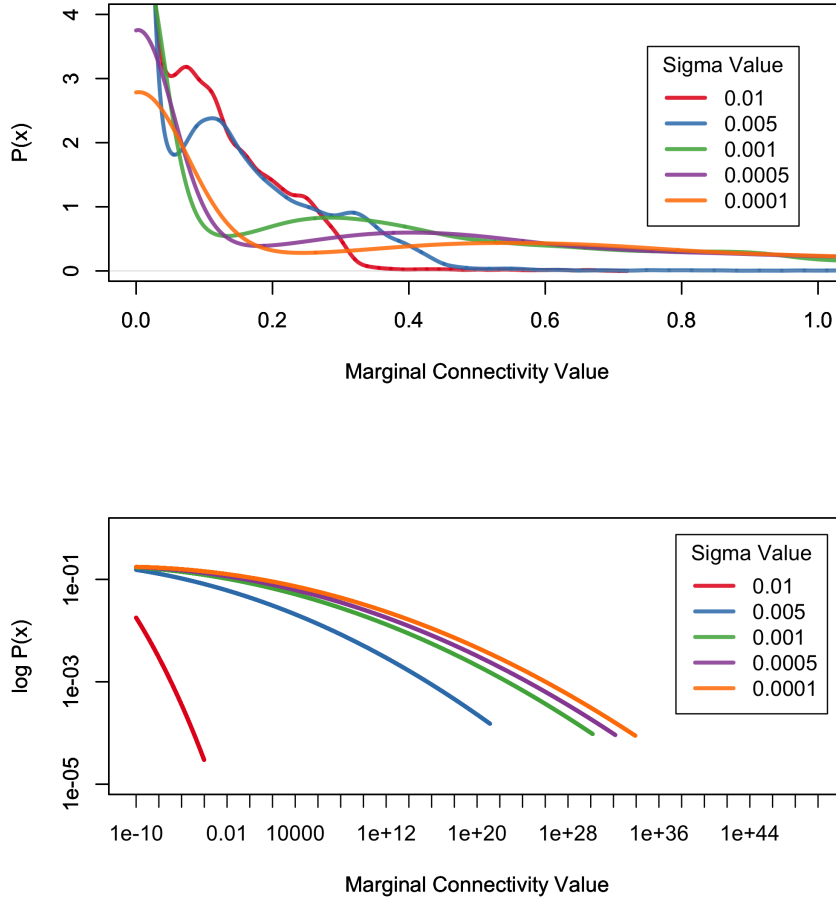 4
3
2
1
0
P(x)
Sigma Value
0.01
0.005
0.001
0.0005
0.0001
0.0 0.2 0.4 0.6 0.8 1.0
Marginal Connectivity Value
1e-01
1e-03
1e-05
log P(x)
Sigma Value
0.01
0.005
0.001
0.0005
0.0001
1e-10 0.01 10000 1e+12 1e+20 1e+28 1e+36 1e+44
Marginal Connectivity Value